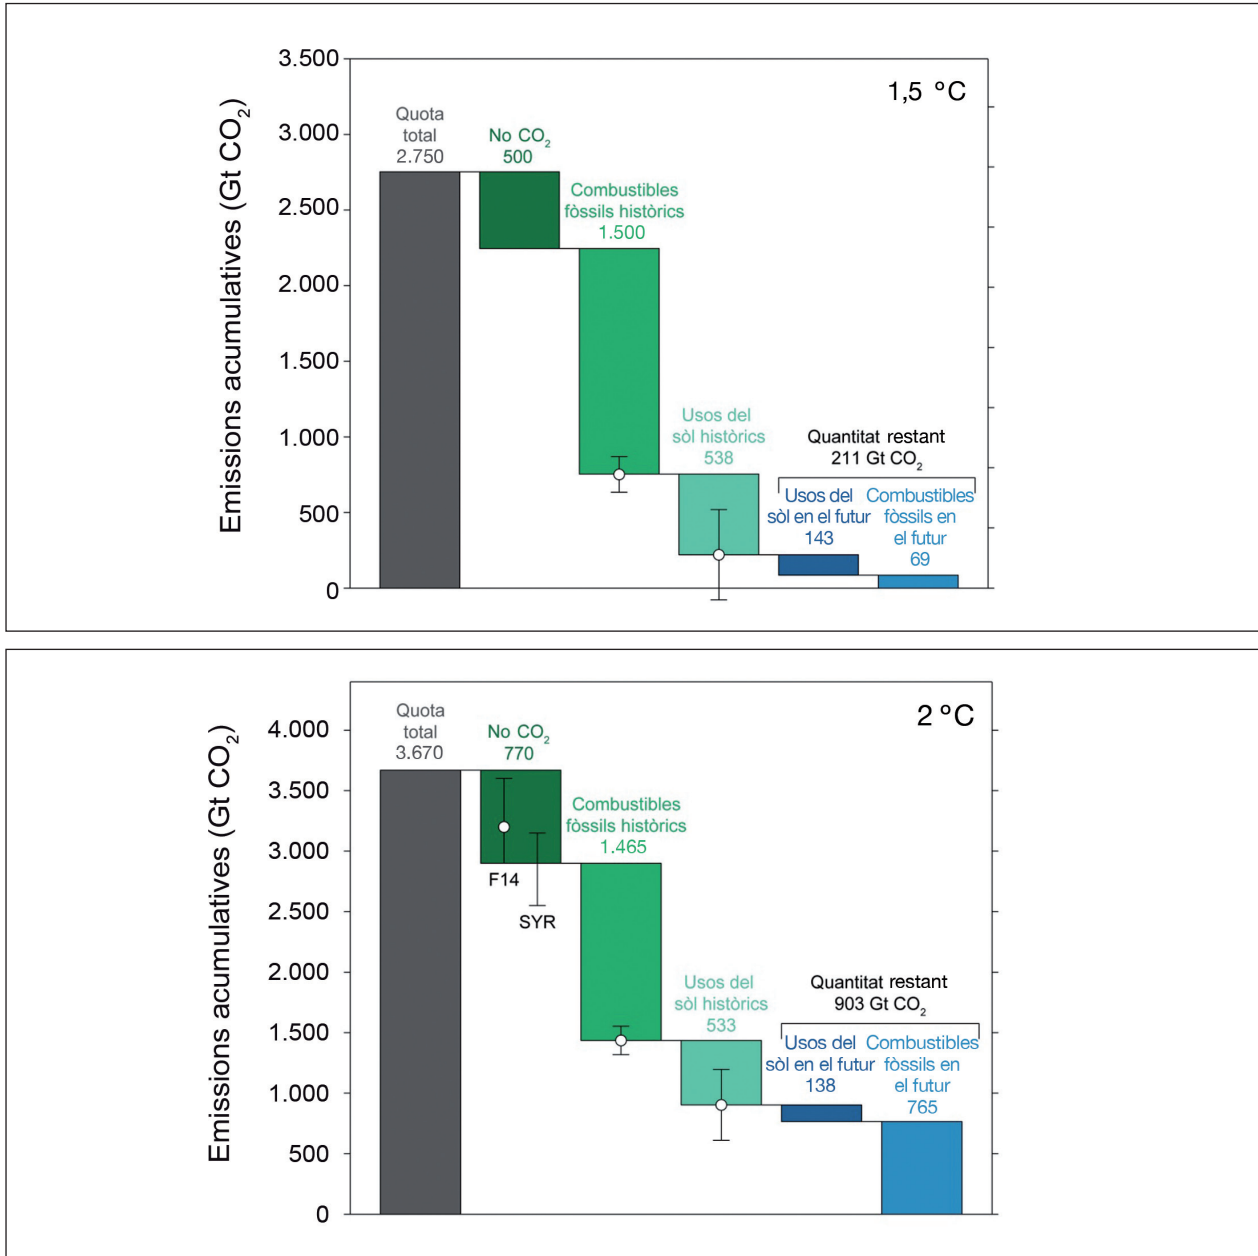 1,5 °C
Emissions acumulatives (Gt CO2)
3.500
3.000
2.500
2.000
1.500
1.000
500
0
Quota
total
2.750
No CO2
500
Combustibles
fòssils històrics
1.500
Usos del
sòl històrics
538
Quantitat restant
211 Gt CO2
Usos del
sòl en el futur
143
Combustibles
fòssils en
el futur
69
2 °C
Emissions acumulatives (Gt CO2)
4.000
3.500
3.000
2.500
2.000
1.500
1.000
500
0
Quota
total
3.670
No CO2
770
F14
SYR
Combustibles
fòssils històrics
1.465
Usos del
sòl històrics
533
Quantitat restant
903 Gt CO2
Usos del
sòl en el futur
138
Combustibles
fòssils en
el futur
765